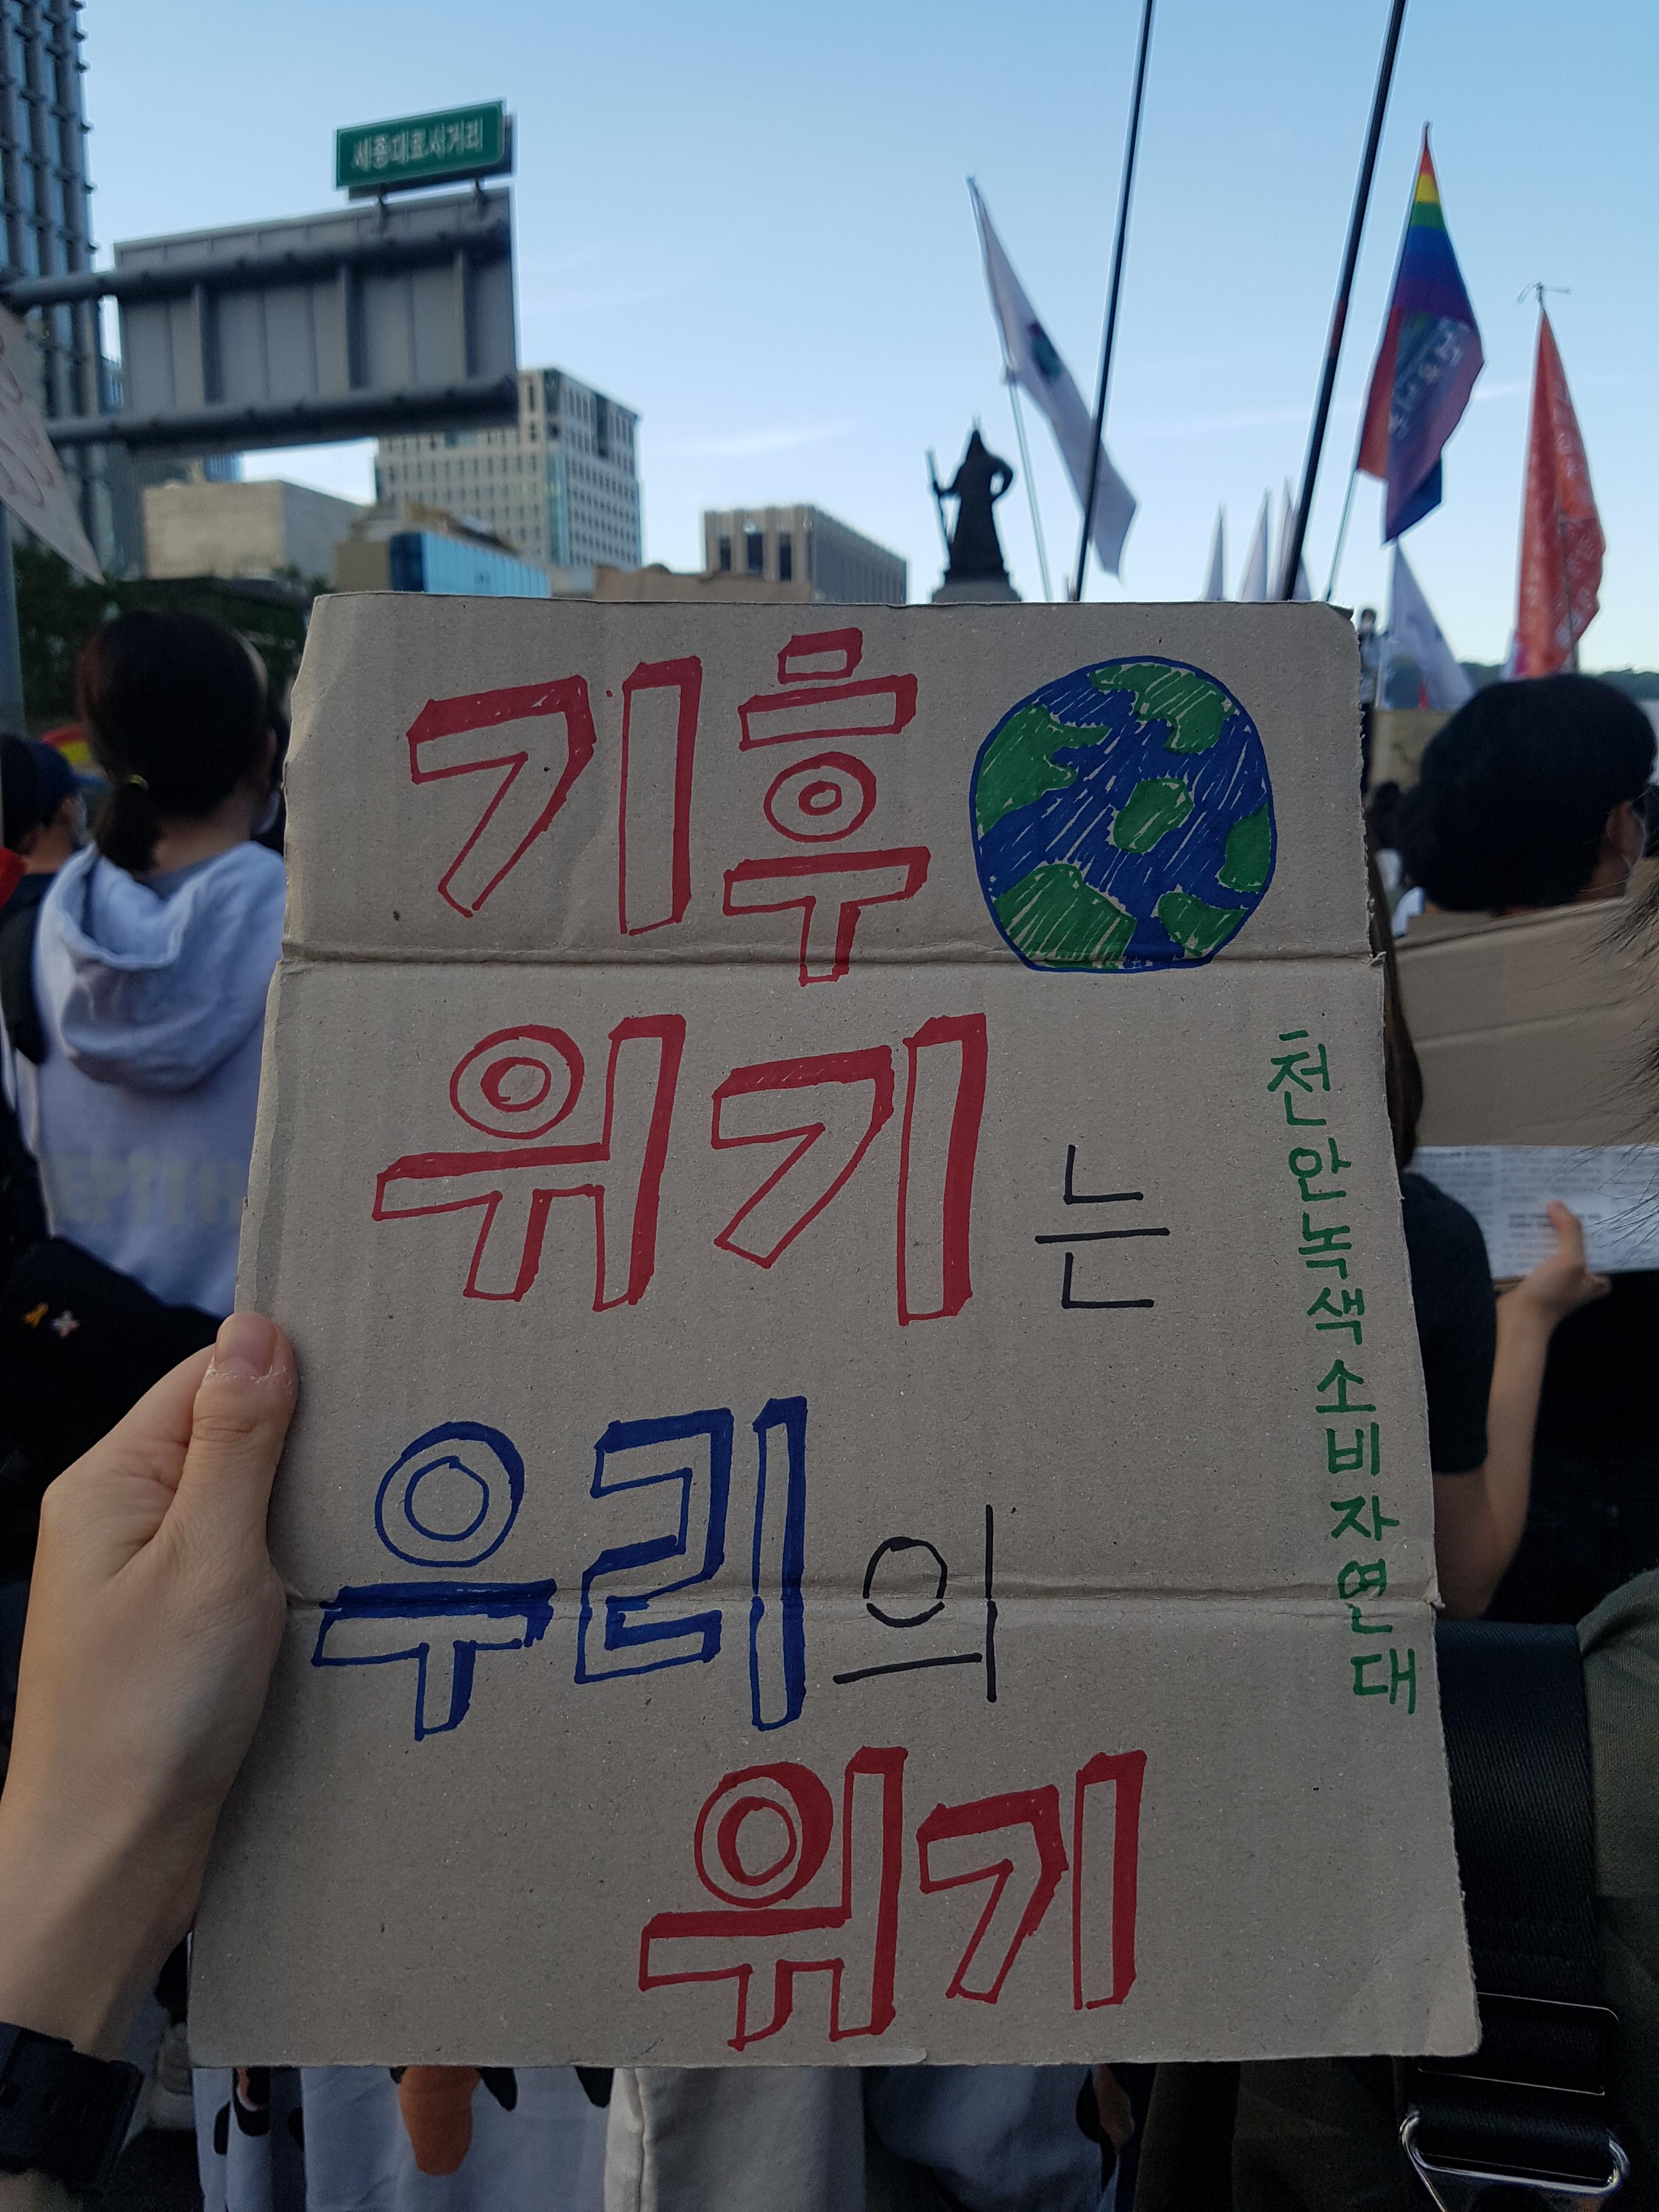 세종대로사거리
기후
위기는
우리의
위기
천안녹색소비자연대